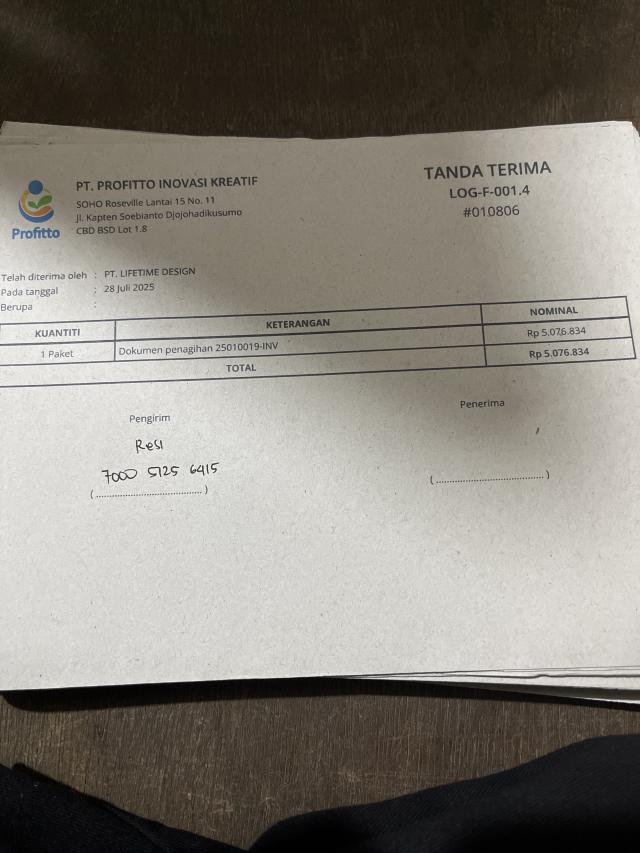 Profitto
PT. PROFITTO INOVASI KREATIF
SOHO Roseville Lantai 15 No. 11
Jl. Kapten Soebianto Djojohadikusumo
CBD BSD Lot 1.8
TANDA TERIMA
LOG-F-001.4
#010806
Telah diterima oleh : PT. LIFETIME DESIGN
Pada tanggal : 28 Juli 2025
Berupa :
KUANTITI KETERANGAN NOMINAL
1 Paket Dokumen penagihan 25010019-INV Rp 5.076.834
TOTAL Rp 5.076.834
Pengirim Penerima
Resi
7000 5125 6415
(....................................) (....................................)